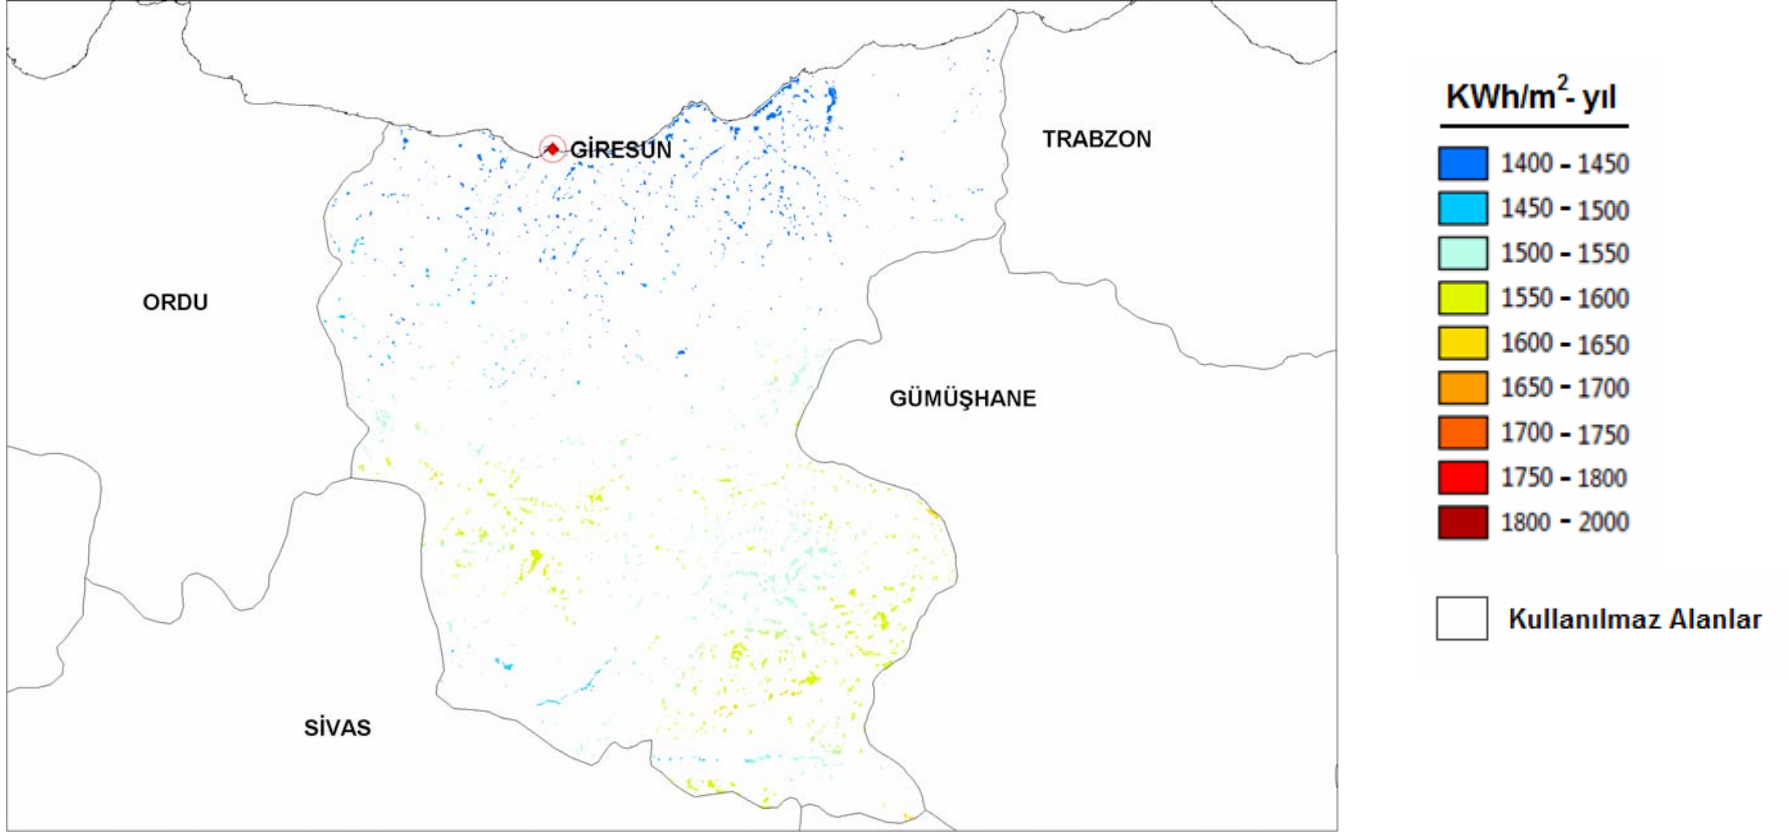 GİRESUN
TRABZON
ORDU
GÜMÜŞHANE
SİVAS
KWh/m²- yıl
1400 - 1450
1450 - 1500
1500 - 1550
1550 - 1600
1600 - 1650
1650 - 1700
1700 - 1750
1750 - 1800
1800 - 2000
Kullanılmaz Alanlar